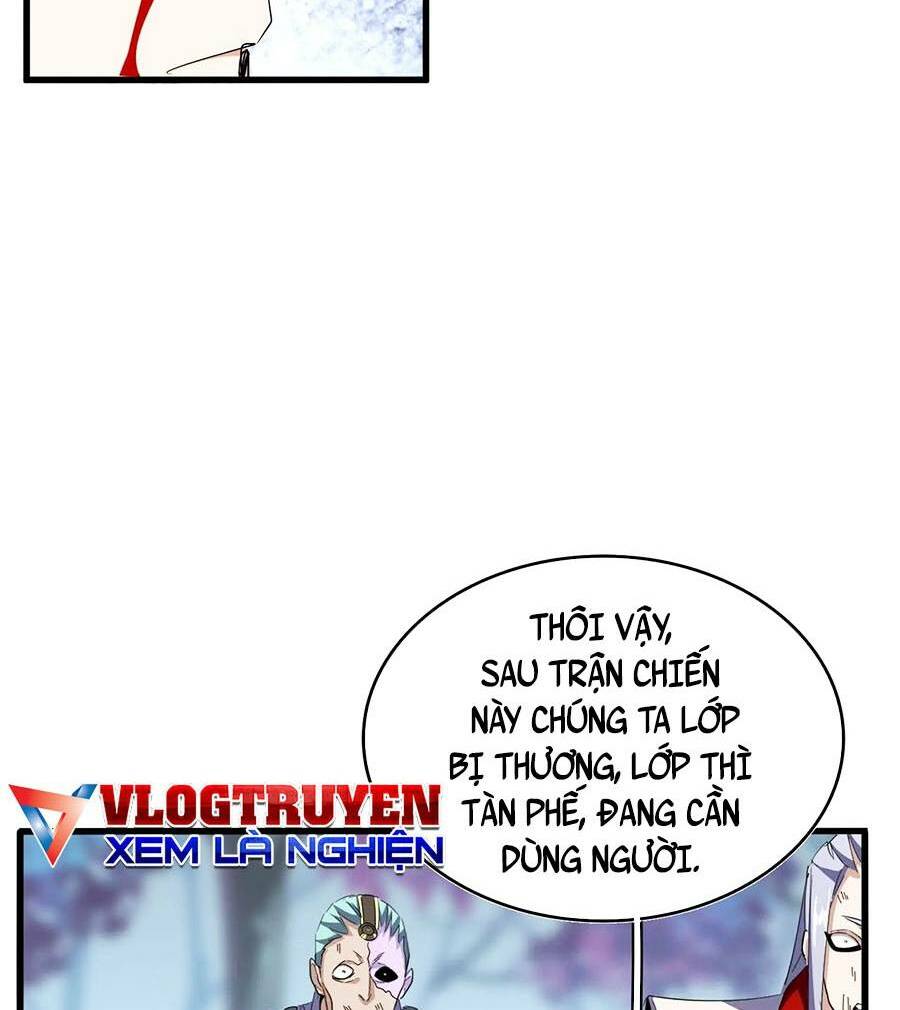 THÔI VẬY,
SAU TRẬN CHIẾN
NÀY CHÚNG TA LỚP
BỊ THƯƠNG, LỚP THÌ
TÀN PHẾ, ĐANG CẦN
DÙNG NGƯỜI.
VLOGTRUYEN
XEM LÀ NGHIỆN